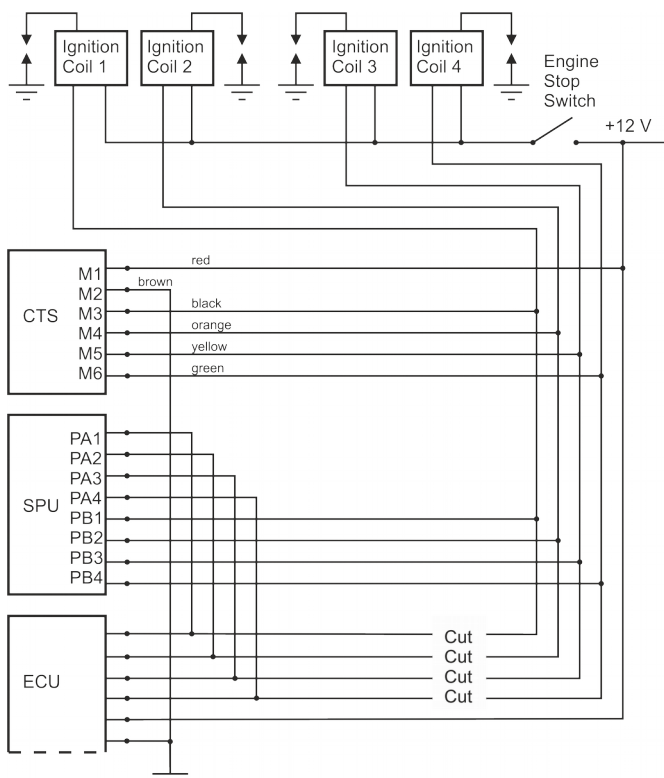 Ignition
Coil 1
Ignition
Coil 2
Ignition
Coil 3
Ignition
Coil 4
Engine
Stop
Switch
+12 V
CTS
M1
M2
M3
M4
M5
M6
red
brown
black
orange
yellow
green
SPU
PA1
PA2
PA3
PA4
PB1
PB2
PB3
PB4
ECU
Cut
Cut
Cut
Cut